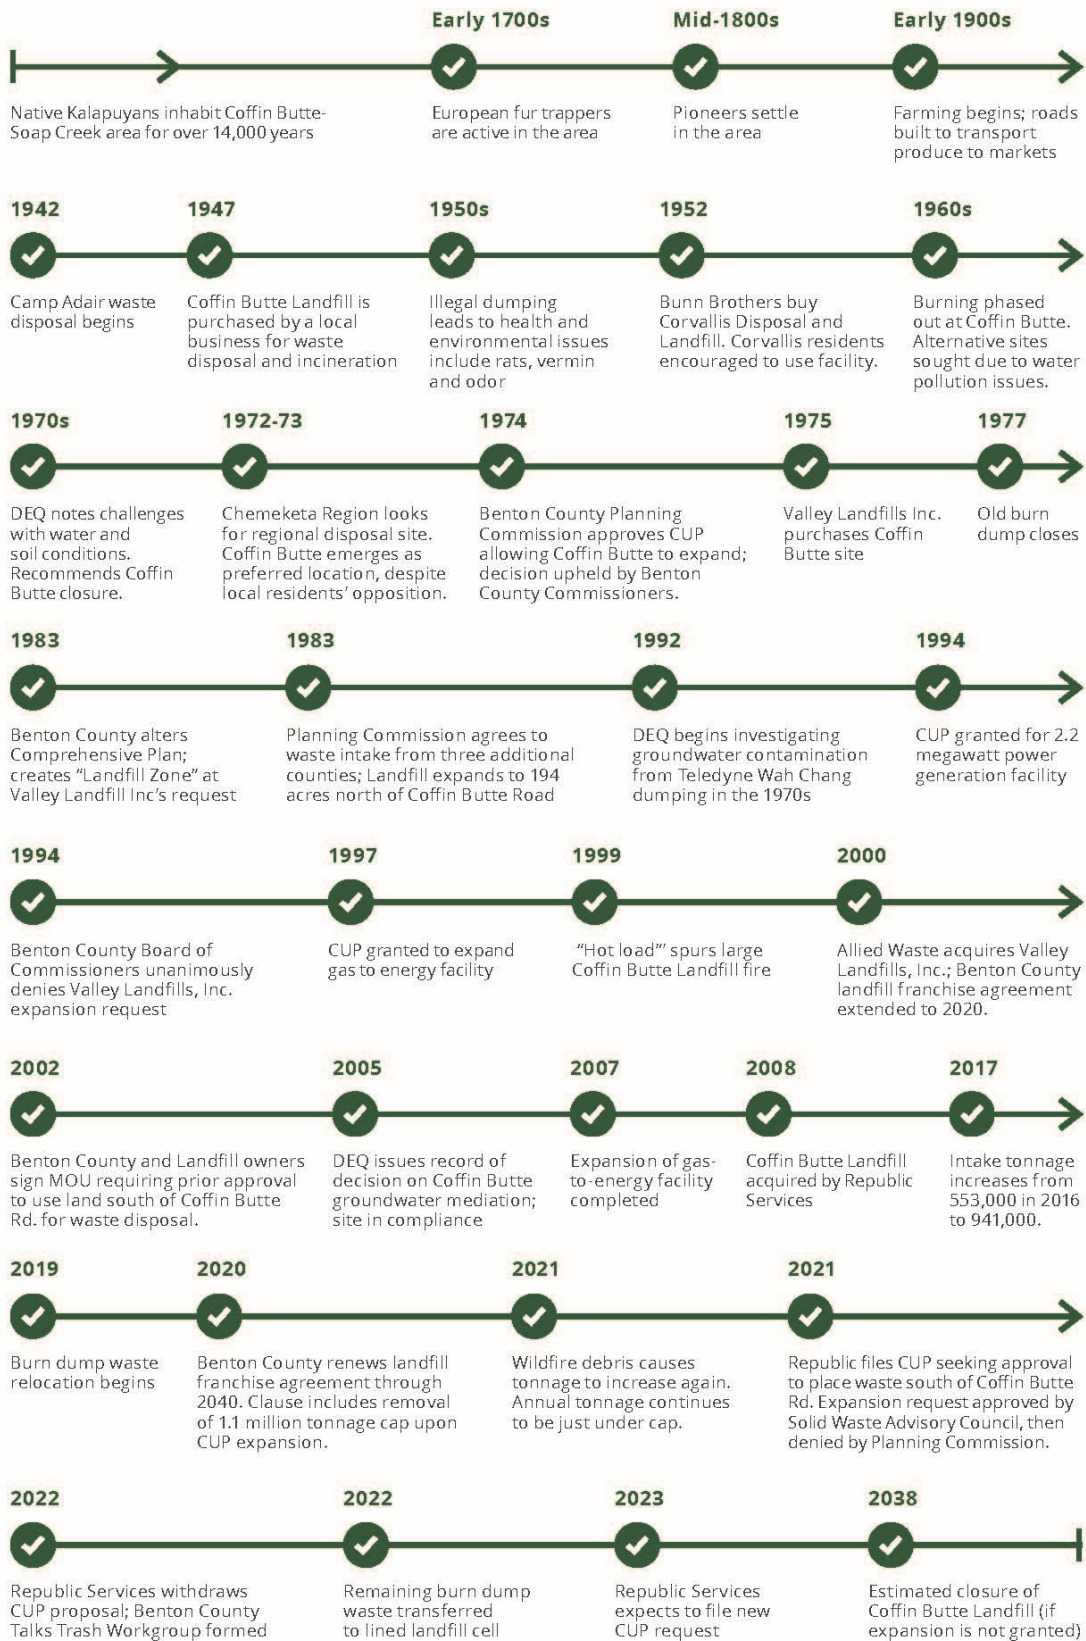 Early 1700s
Mid-1800s
Early 1900s
Native Kalapuyans inhabit Coffin Butte-
Soap Creek area for over 14,000 years
European fur trappers
are active in the area
Pioneers settle
in the area
Farming begins; roads
built to transport
produce to markets
1942
1947
1950s
1952
1960s
Camp Adair waste
disposal begins
Coffin Butte Landfill is
purchased by a local
business for waste
disposal and incineration
Illegal dumping
leads to health and
environmental issues
include rats, vermin
and odor
Bunn Brothers buy
Corvallis Disposal and
Landfill. Corvallis residents
encouraged to use facility.
Burning phased
out at Coffin Butte.
Alternative sites
sought due to water
pollution issues.
1970s
1972-73
1974
1975
1977
DEQ notes challenges
with water and
soil conditions.
Recommends Coffin
Butte closure.
Chemeketa Region looks
for regional disposal site.
Coffin Butte emerges as
preferred location, despite
local residents' opposition.
Benton County Planning
Commission approves CUP
allowing Coffin Butte to expand;
decision upheld by Benton
County Commissioners.
Valley Landfills Inc.
purchases Coffin
Butte site
Old burn
dump closes
1983
1983
1992
1994
Benton County alters
Comprehensive Plan;
creates "Landfill Zone" at
Valley Landfill Inc's request
Planning Commission agrees to
waste intake from three additional
counties; Landfill expands to 194
acres north of Coffin Butte Road
DEQ begins investigating
groundwater contamination
from Teledyne Wah Chang
dumping in the 1970s
CUP granted for 2.2
megawatt power
generation facility
1994
1997
1999
2000
Benton County Board of
Commissioners unanimously
denies Valley Landfills, Inc.
expansion request
CUP granted to expand
gas to energy facility
"Hot load"' spurs large
Coffin Butte Landfill fire
Allied Waste acquires Valley
Landfills, Inc.; Benton County
landfill franchise agreement
extended to 2020.
2002
2005
2007
2008
2017
Benton County and Landfill owners
sign MOU requiring prior approval
to use land south of Coffin Butte
Rd. for waste disposal.
DEQ issues record of
decision on Coffin Butte
groundwater mediation;
site in compliance
Expansion of gas-
to-energy facility
completed
Coffin Butte Landfill
acquired by Republic
Services
Intake tonnage
increases from
553,000 in 2016
to 941,000.
2019
2020
2021
2021
Burn dump waste
relocation begins
Benton County renews landfill
franchise agreement through
2040. Clause includes removal
of 1.1 million tonnage cap upon
CUP expansion.
Wildfire debris causes
tonnage to increase again.
Annual tonnage continues
to be just under cap.
Republic files CUP seeking approval
to place waste south of Coffin Butte
Rd. Expansion request approved by
Solid Waste Advisory Council, then
denied by Planning Commission.
2022
2022
2023
2038
Republic Services withdraws
CUP proposal; Benton County
Talks Trash Workgroup formed
Remaining burn dump
waste transferred
to lined landfill cell
Republic Services
expects to file new
CUP request
Estimated closure of
Coffin Butte Landfill (if
expansion is not granted)